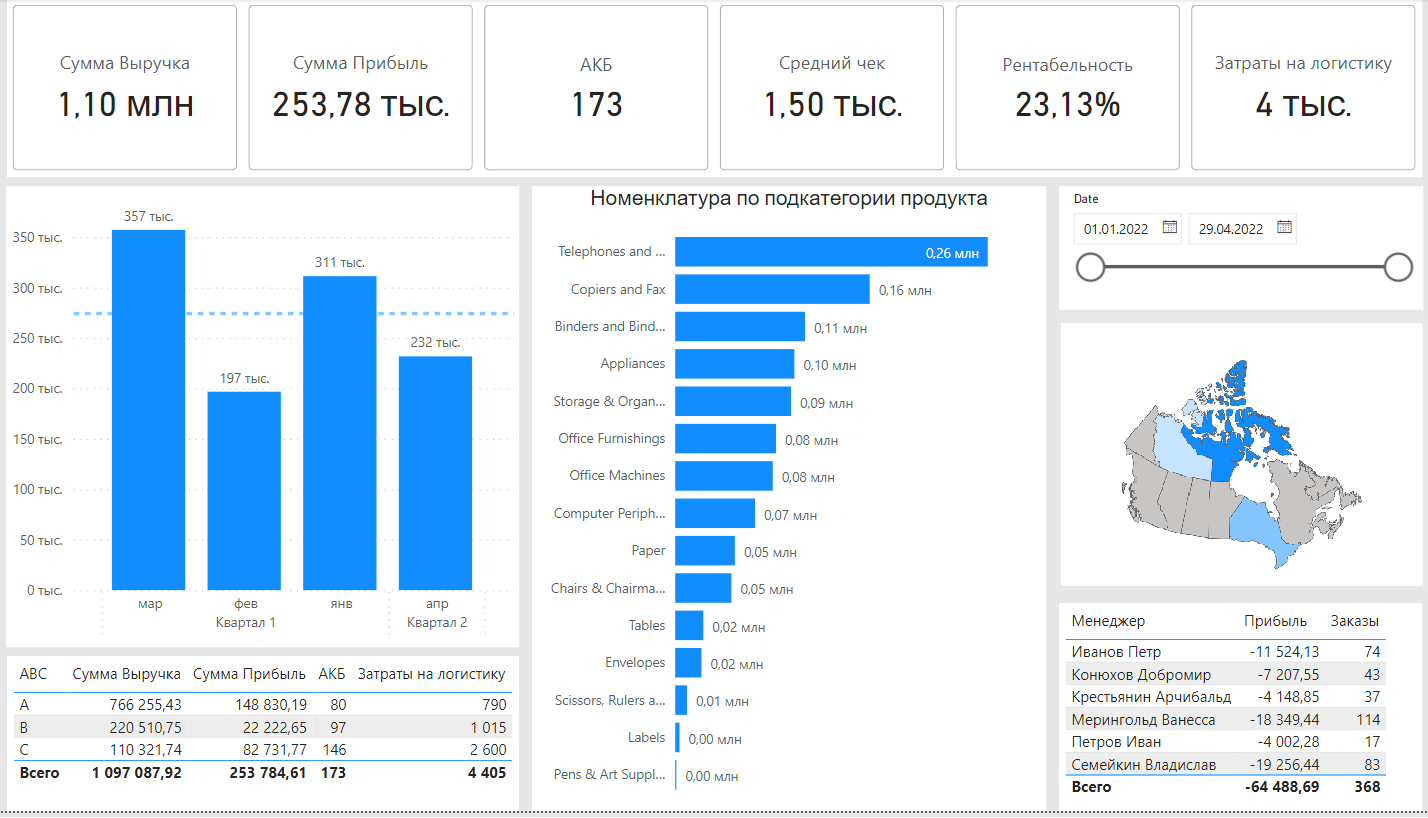 Сумма Выручка
1,10 млн
Сумма Прибыль
253,78 тыс.
АКБ
173
Средний чек
1,50 тыс.
Рентабельность
23,13%
Затраты на логистику
4 тыс.
357 тыс.
350 тыс.
311 тыс.
300 тыс.
250 тыс.
232 тыс.
200 тыс.
197 тыс.
150 тыс.
100 тыс.
50 тыс.
0 тыс.
мар фев янв апр
Квартал 1 Квартал 2
ABC Сумма Выручка Сумма Прибыль АКБ Затраты на логистику
A 766 255,43 148 830,19 80 790
B 220 510,75 22 222,65 97 1 015
C 110 321,74 82 731,77 146 2 600
Всего 1 097 087,92 253 784,61 173 4 405
Номенклатура по подкатегории продукта
Telephones and ... 0,26 млн
Copiers and Fax 0,16 млн
Binders and Bind... 0,11 млн
Appliances 0,10 млн
Storage & Organ... 0,09 млн
Office Furnishings 0,08 млн
Office Machines 0,08 млн
Computer Periph... 0,07 млн
Paper 0,05 млн
Chairs & Chairma... 0,05 млн
Tables 0,02 млн
Envelopes 0,02 млн
Scissors, Rulers a... 0,01 млн
Labels 0,00 млн
Pens & Art Suppl... 0,00 млн
Date
01.01.2022 29.04.2022
Менеджер Прибыль Заказы
Иванов Петр -11 524,13 74
Конюхов Добромир -7 207,55 43
Крестьянин Арчибальд -4 148,85 37
Мерингольд Ванесса -18 349,44 114
Петров Иван -4 002,28 17
Семейкин Владислав -19 256,44 83
Всего -64 488,69 368